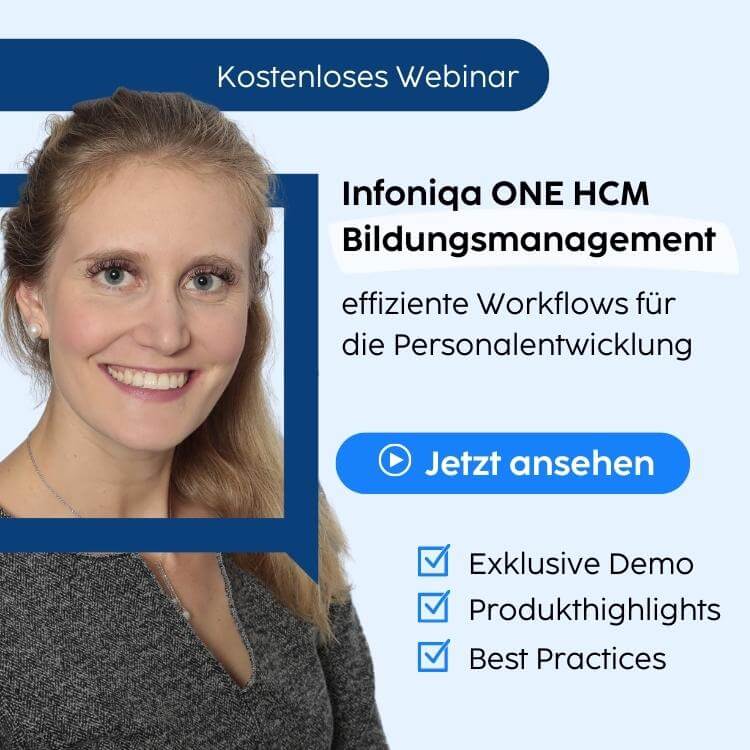 Kostenloses Webinar
Infoniqa ONE HCM
Bildungsmanagement
effiziente Workflows für
die Personalentwicklung
Jetzt ansehen
Exklusive Demo
Produkthighlights
Best Practices